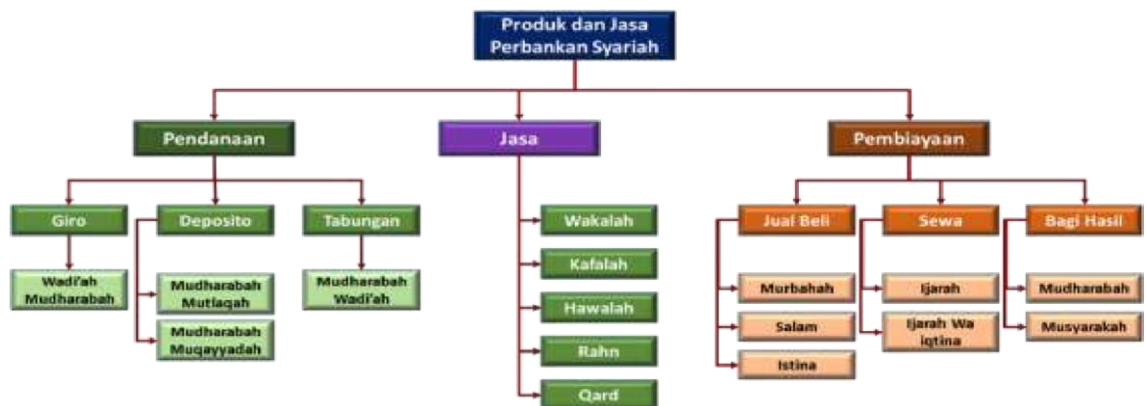 Produk dan Jasa
Perbankan Syariah
Pendanaan
Jasa
Pembiayaan
Giro
Deposito
Tabungan
Wadi'ah
Mudharabah
Mudharabah
Mutlaqah
Mudharabah
Muqayyadah
Mudharabah
Wadi'ah
Wakalah
Kafalah
Hawalah
Rahn
Qard
Jual Beli
Sewa
Bagi Hasil
Murbahah
Salam
Istina
Ijarah
Ijarah Wa
iqtina
Mudharabah
Musyarakah